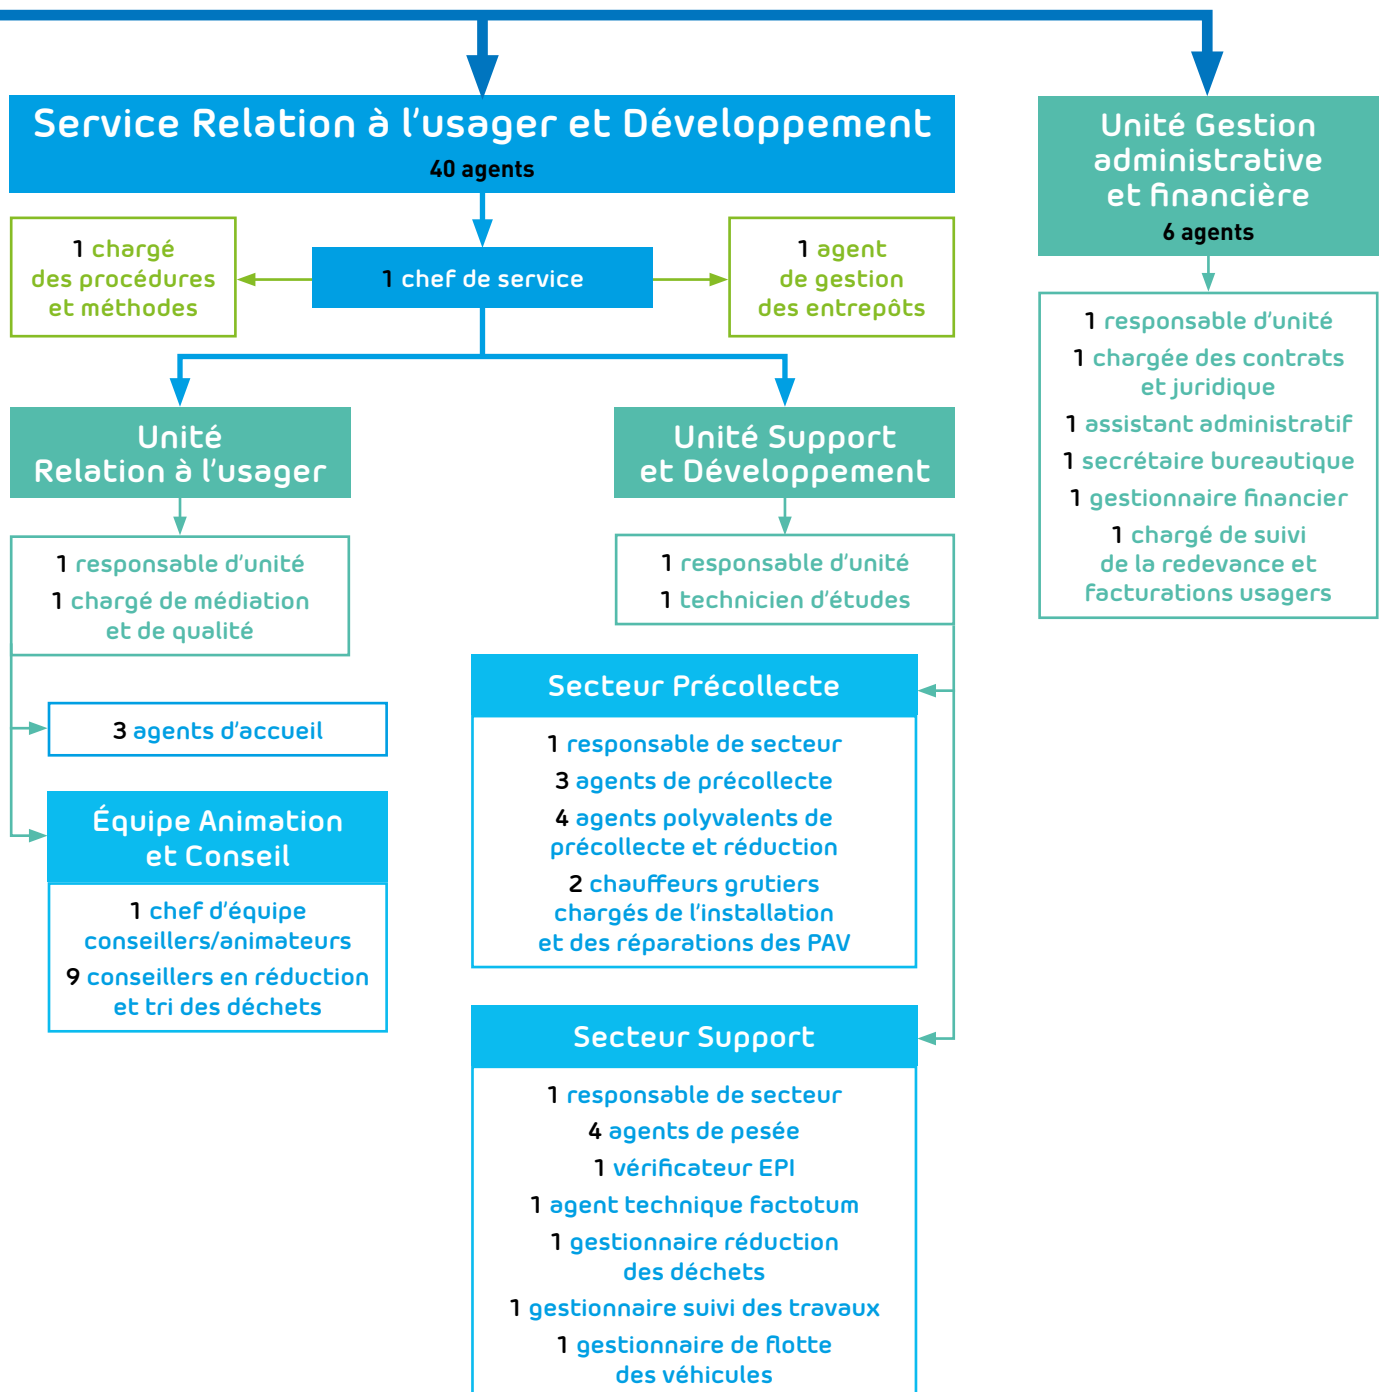 Service Relation à l'usager et Développement
40 agents
1 chargé
des procédures
et méthodes
1 chef de service
1 agent
de gestion
des entrepôts
Unité
Relation à l'usager
1 responsable d'unité
1 chargé de médiation
et de qualité
3 agents d'accueil
Équipe Animation
et Conseil
1 chef d'équipe
conseillers/animateurs
9 conseillers en réduction
et tri des déchets
Unité Support
et Développement
1 responsable d'unité
1 technicien d'études
Secteur Précollecte
1 responsable de secteur
3 agents de précollecte
4 agents polyvalents de
précollecte et réduction
2 chauffeurs grutiers
chargés de l'installation
et des réparations des PAV
Secteur Support
1 responsable de secteur
4 agents de pesée
1 vérificateur EPI
1 agent technique factotum
1 gestionnaire réduction
des déchets
1 gestionnaire suivi des travaux
1 gestionnaire de flotte
des véhicules
Unité Gestion
administrative
et financière
6 agents
1 responsable d'unité
1 chargée des contrats
et juridique
1 assistant administratif
1 secrétaire bureautique
1 gestionnaire financier
1 chargé de suivi
de la redevance et
facturations usagers